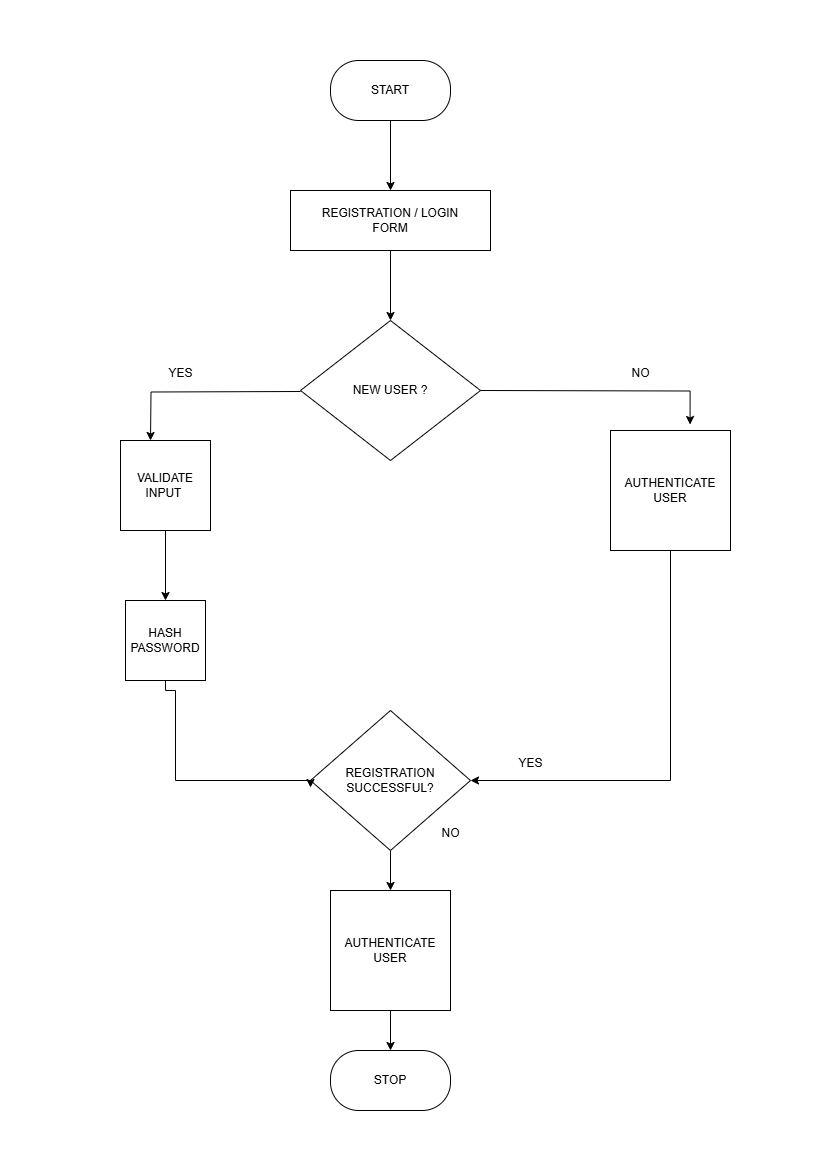 START
REGISTRATION / LOGIN
FORM
YES
NO
NEW USER ?
VALIDATE
INPUT
AUTHENTICATE
USER
HASH
PASSWORD
REGISTRATION
SUCCESSFUL?
YES
NO
AUTHENTICATE
USER
STOP